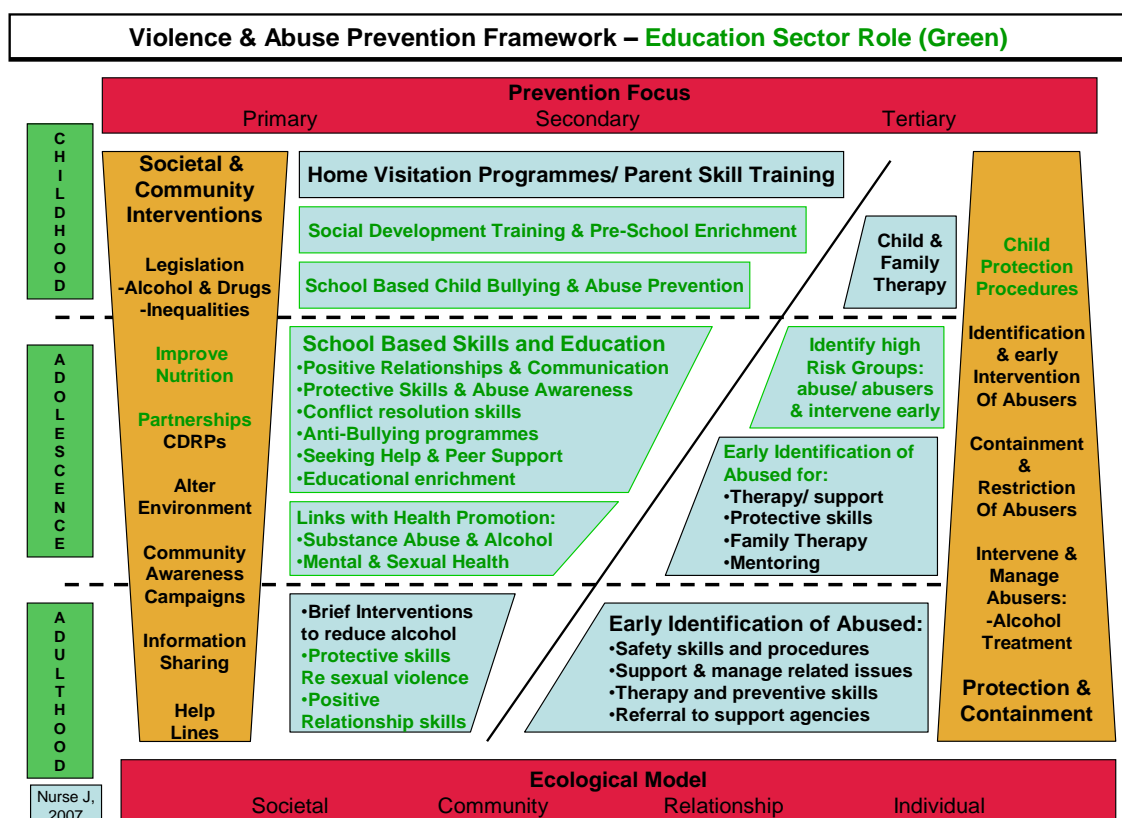 Violence & Abuse Prevention Framework – Education Sector Role (Green)
Prevention Focus
Primary Secondary Tertiary
CHILDHOOD
Societal &
Community
Interventions
Legislation
-Alcohol & Drugs
-Inequalities
Improve
Nutrition
Partnerships
CDRPs
Alter
Environment
Community
Awareness
Campaigns
Information
Sharing
Help
Lines
Home Visitation Programmes/ Parent Skill Training
Social Development Training & Pre-School Enrichment
School Based Child Bullying & Abuse Prevention
Child &
Family
Therapy
Child
Protection
Procedures
Identification
& early
Intervention
Of Abusers
Containment
&
Restriction
Of Abusers
Intervene &
Manage
Abusers:
-Alcohol
Treatment
Protection &
Containment
ADOLESCENCE
School Based Skills and Education
•Positive Relationships & Communication
•Protective Skills & Abuse Awareness
•Conflict resolution skills
•Anti-Bullying programmes
•Seeking Help & Peer Support
•Educational enrichment
Identify high
Risk Groups:
abuse/ abusers
& intervene early
Links with Health Promotion:
•Substance Abuse & Alcohol
•Mental & Sexual Health
Early Identification of
Abused for:
•Therapy/ support
•Protective skills
•Family Therapy
•Mentoring
ADULTHOOD
•Brief Interventions
to reduce alcohol
•Protective skills
Re sexual violence
•Positive
Relationship skills
Early Identification of Abused:
•Safety skills and procedures
•Support & manage related issues
•Therapy and preventive skills
•Referral to support agencies
Nurse J,
2007
Ecological Model
Societal Community Relationship Individual